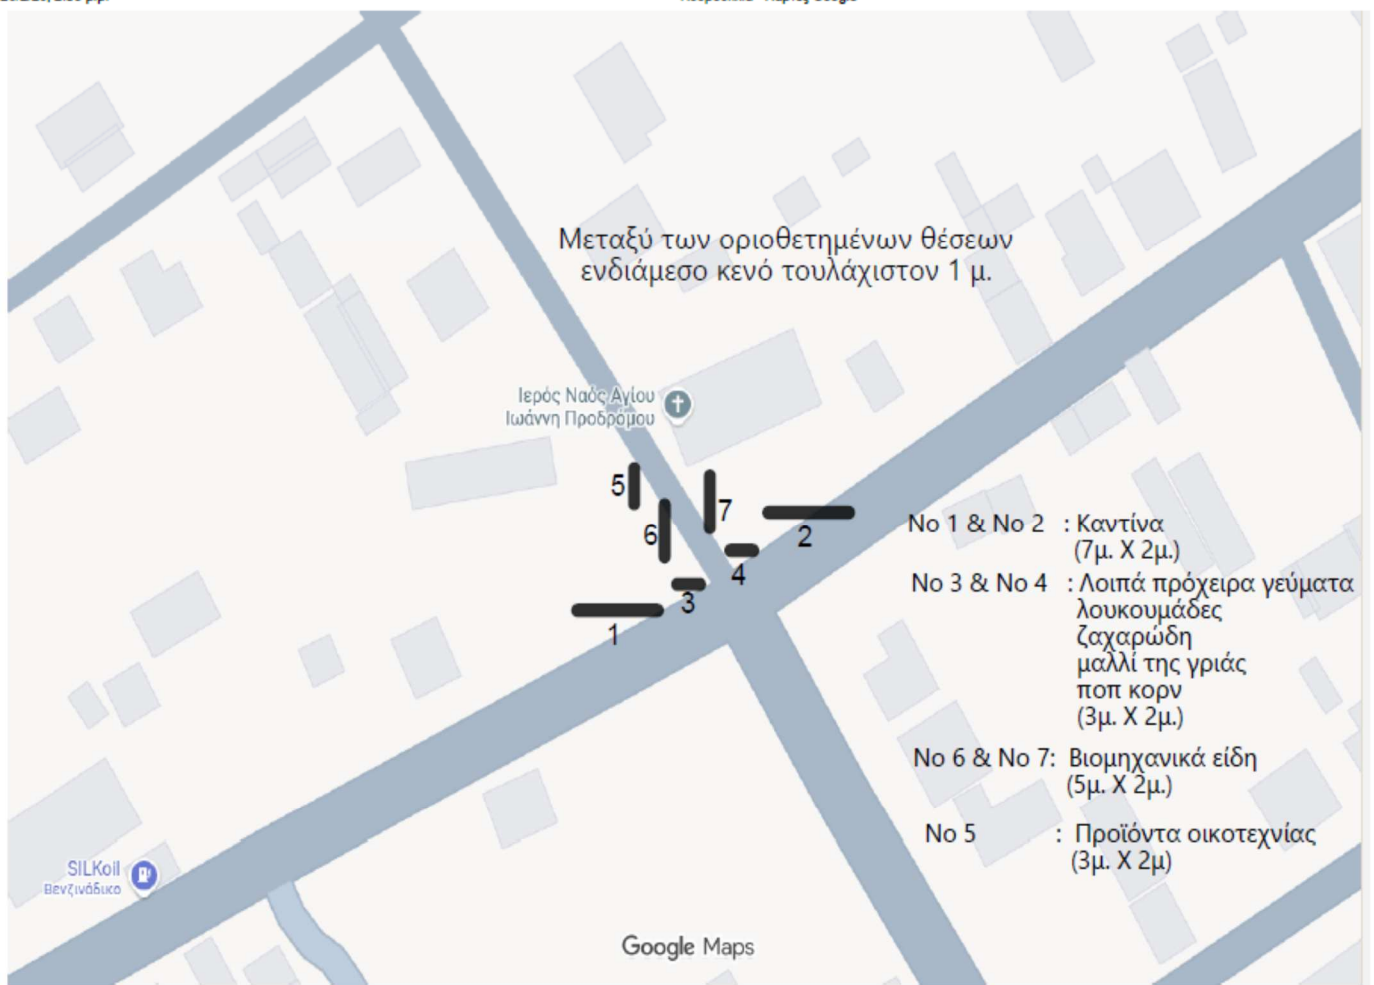 Μεταξύ των οριοθετημένων θέσεων
ενδιάμεσο κενό τουλάχιστον 1 μ.
Ιερός Ναός Αγίου
Ιωάννη Προδρόμου
5
6
7
2
4
3
1
No 1 & No 2 : Καντίνα
(7μ. Χ 2μ.)
No 3 & No 4 : Λοιπά πρόχειρα γεύματα
λουκουμάδες
ζαχαρώδη
μαλλί της γριάς
ποπ κορν
(3μ. Χ 2μ.)
No 6 & No 7: Βιομηχανικά είδη
(5μ. Χ 2μ.)
No 5 : Προϊόντα οικοτεχνίας
(3μ. Χ 2μ)
SILKoil
Βενζινάδικο
Google Maps